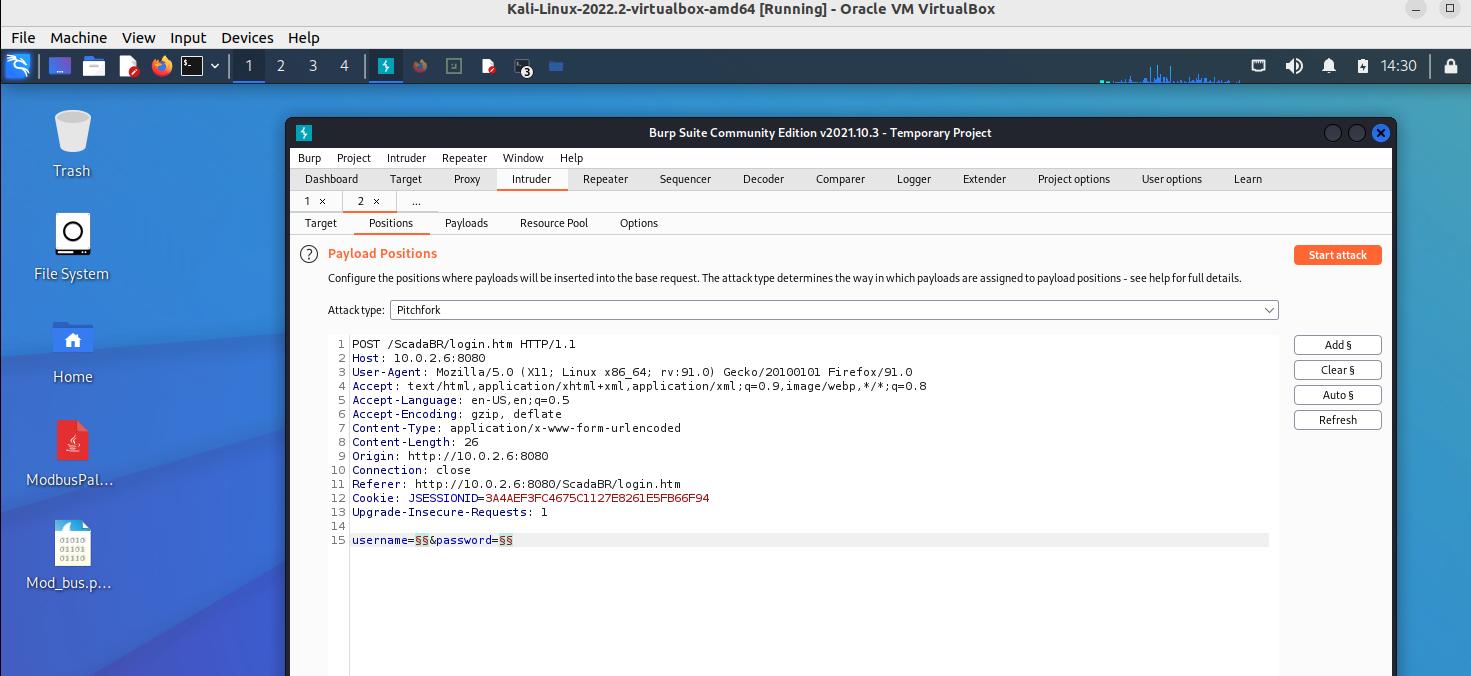 Kali-Linux-2022.2-virtualbox-amd64 [Running] - Oracle VM VirtualBox
File Machine View Input Devices Help
1 2 3 4 3 14:30
Trash
File System
Home
ModbusPal...
01010
01101
01110
Mod_bus.p...
Burp Suite Community Edition v2021.10.3 - Temporary Project
Burp Project Intruder Repeater Window Help
Dashboard Target Proxy Intruder Repeater Sequencer Decoder Comparer Logger Extender Project options User options Learn
1 × 2 × ...
Target Positions Payloads Resource Pool Options
? Payload Positions Start attack
Configure the positions where payloads will be inserted into the base request. The attack type determines the way in which payloads are assigned to payload positions - see help for full details.
Attack type: Pitchfork
Add §
Clear §
Auto §
Refresh
1 POST /ScadaBR/login.htm HTTP/1.1
2 Host: 10.0.2.6:8080
3 User-Agent: Mozilla/5.0 (X11; Linux x86_64; rv:91.0) Gecko/20100101 Firefox/91.0
4 Accept: text/html,application/xhtml+xml,application/xml;q=0.9,image/webp,*/*;q=0.8
5 Accept-Language: en-US,en;q=0.5
6 Accept-Encoding: gzip, deflate
7 Content-Type: application/x-www-form-urlencoded
8 Content-Length: 26
9 Origin: http://10.0.2.6:8080
10 Connection: close
11 Referer: http://10.0.2.6:8080/ScadaBR/login.htm
12 Cookie: JSESSIONID=3A4AEF3FC4675C1127E8261E5FB66F94
13 Upgrade-Insecure-Requests: 1
14
15 username=§§&password=§§